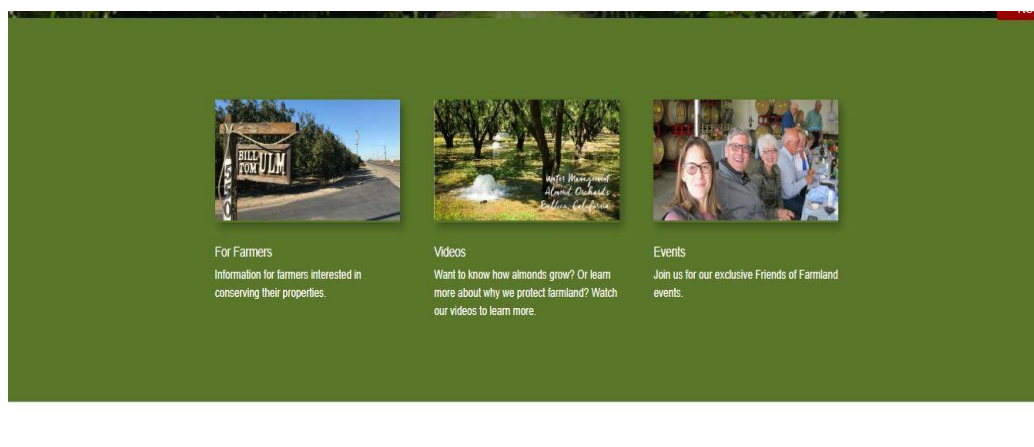 BILL
TOM ULM
Water Management
Almond Orchards
Ballico, California
For Farmers
Information for farmers interested in
conserving their properties.
Videos
Want to know how almonds grow? Or learn
more about why we protect farmland? Watch
our videos to learn more.
Events
Join us for our exclusive Friends of Farmland
events.